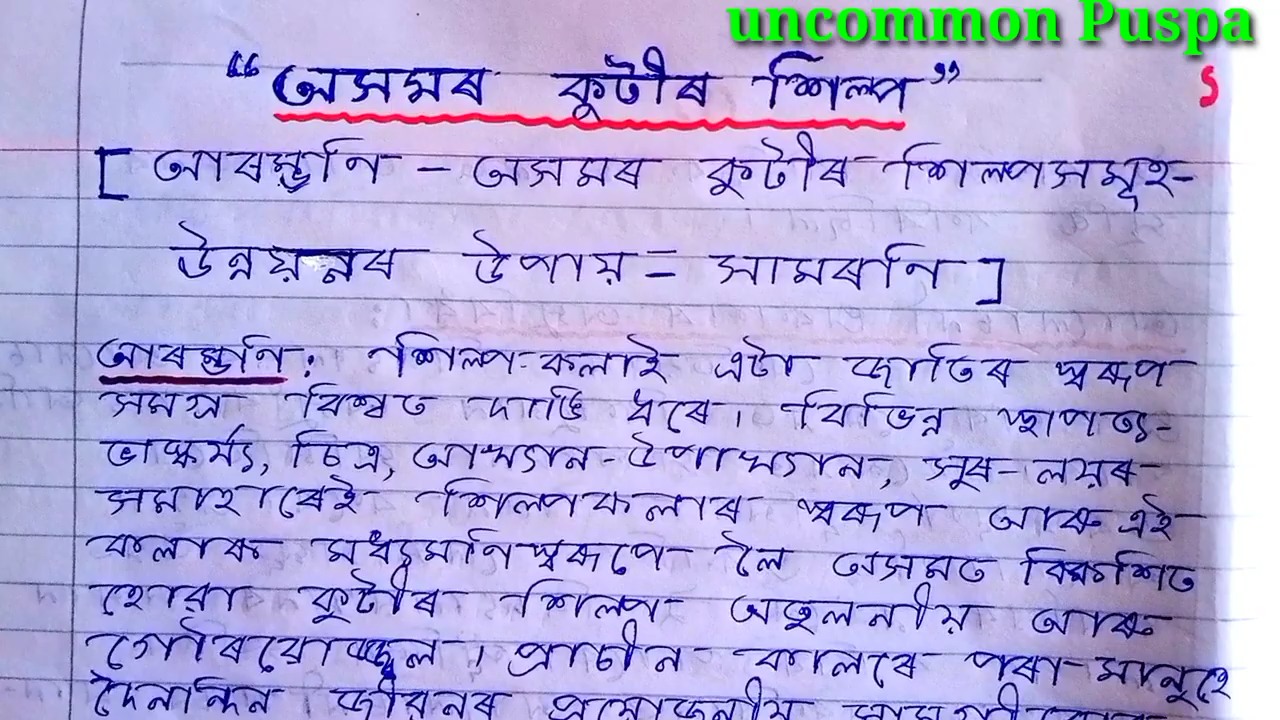 uncommon Puspa
“অসমৰ কুটীৰ শিল্প”
[ আৰম্ভণি – অসমৰ কুটীৰ শিল্পসমূহ-
উন্নয়নৰ উপায় = সামৰণি ]
আৰম্ভণি: শিল্প-কলাই এটা জাতিৰ স্বৰূপ
সমগ্ৰ বিশ্বত দাঙি ধৰে। বিভিন্ন স্থাপত্য-
ভাস্কৰ্য্য, চিত্ৰ, আখ্যান-উপাখ্যান, সুৰ-লয়ৰ
সমাহাৰেই শিল্পকলাৰ স্বৰূপ আৰু এই
কলাক মধ্যমণিস্বৰূপে লৈ অসমত বিকশিত
হোৱা কুটীৰ শিল্প অতুলনীয় আৰু
গৌৰৱোজ্জ্বল। প্ৰাচীন কালৰে পৰা মানুহে
দৈনন্দিন জীৱনৰ প্ৰয়োজনীয়